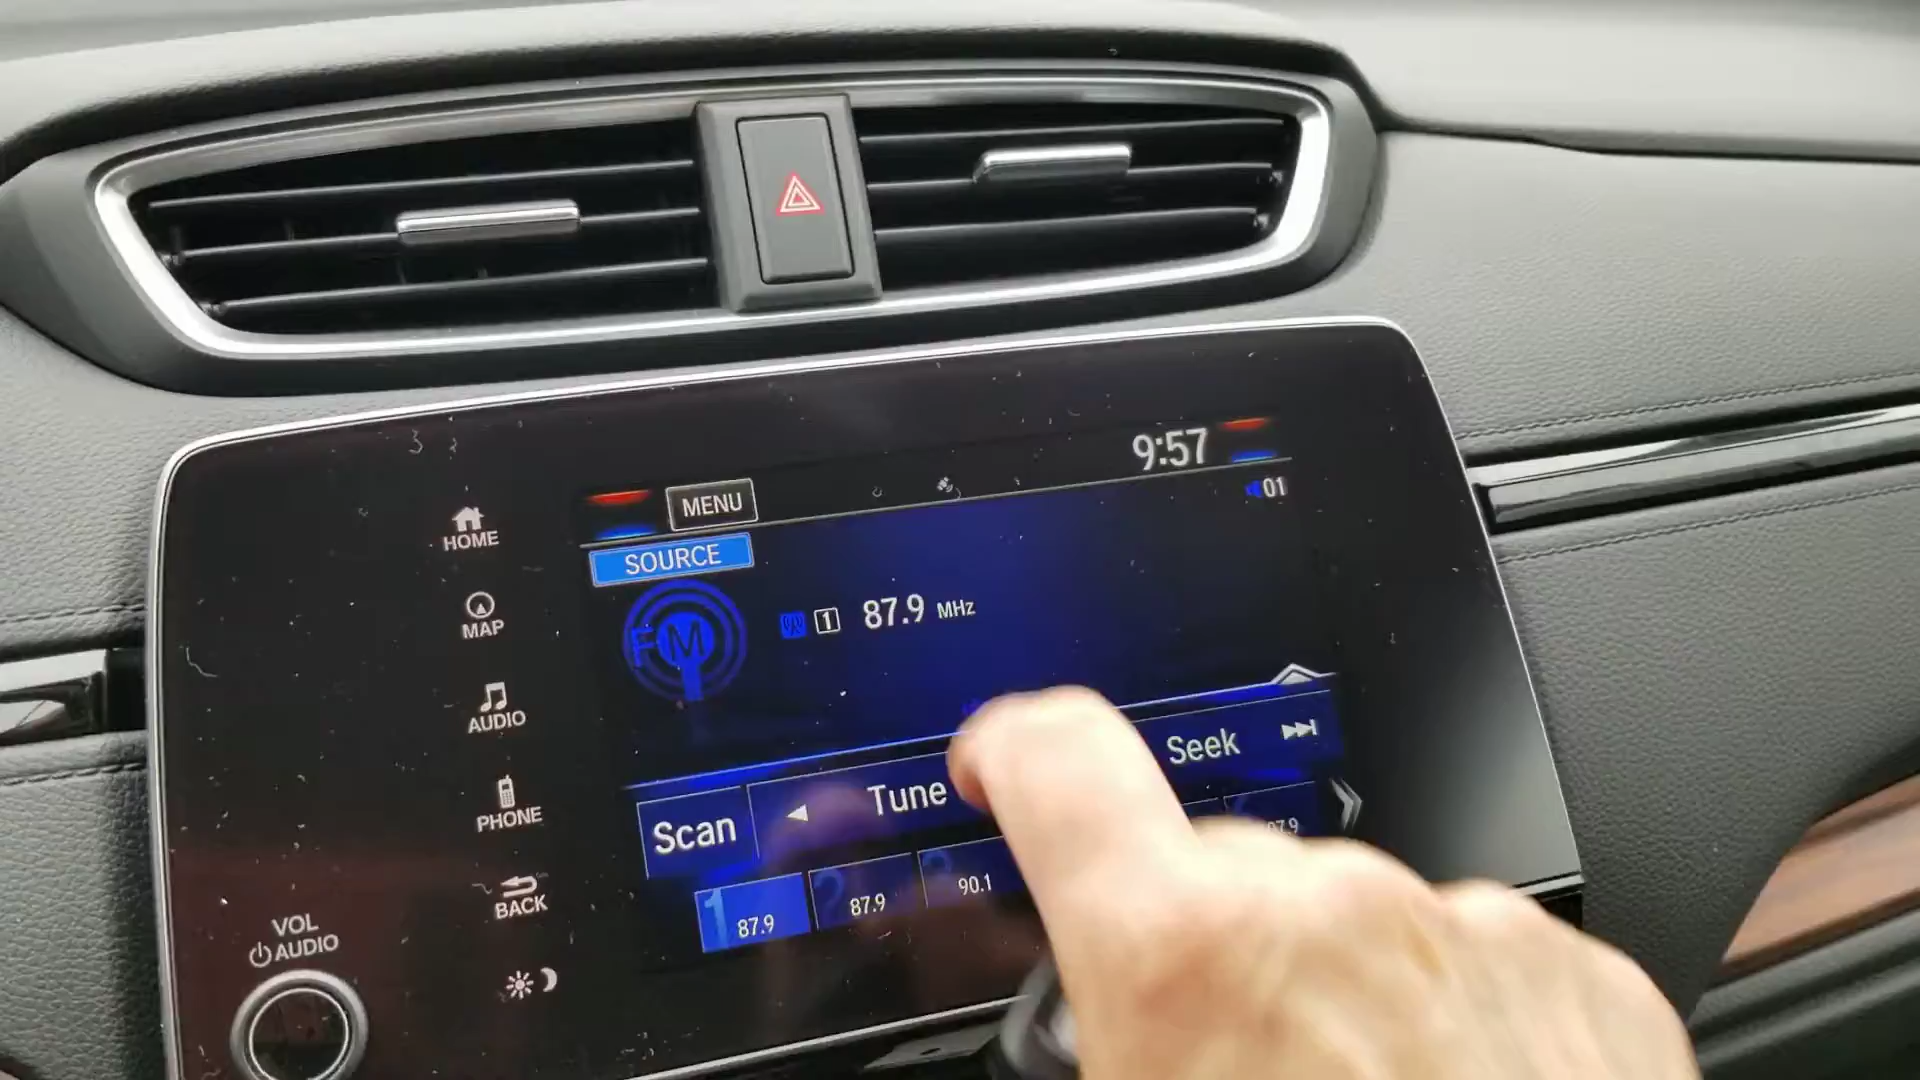 9:57
MENU
01
SOURCE
FM
1 87.9 MHz
HOME
MAP
AUDIO
PHONE
BACK
VOL
AUDIO
Scan
Tune
Seek
1 87.9
2 87.9
3 90.1